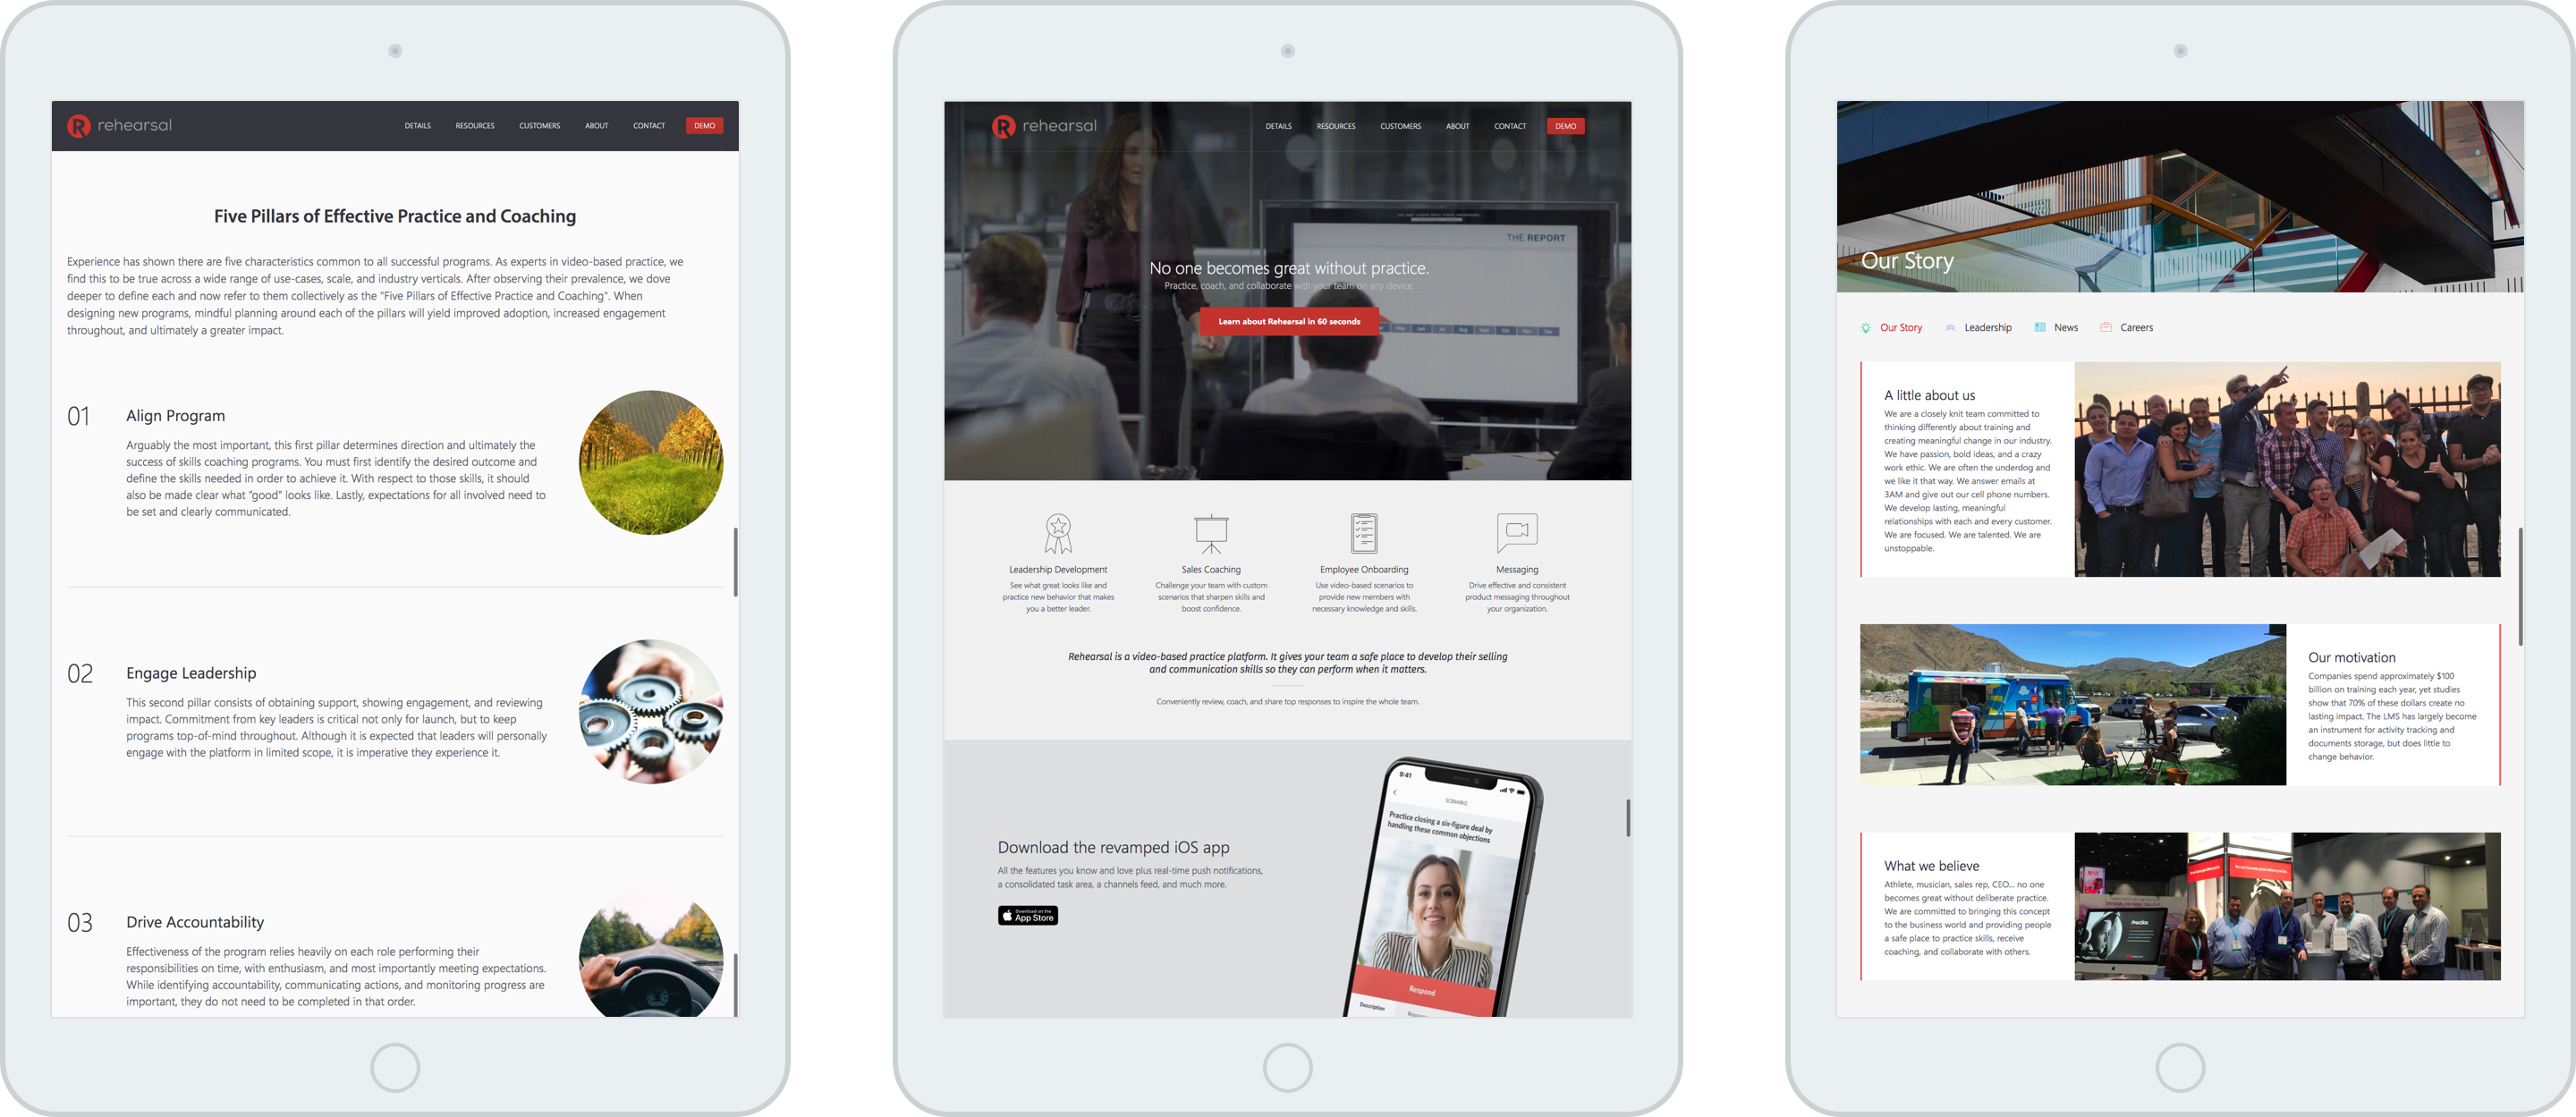 rehearsal
DETAILS RESOURCES CUSTOMERS ABOUT CONTACT DEMO
Five Pillars of Effective Practice and Coaching
Experience has shown there are five characteristics common to all successful programs. As experts in video-based practice, we
find this to be true across a wide range of use-cases, scale, and industry verticals. After observing their prevalence, we dove
deeper to define each and now refer to them collectively as the "Five Pillars of Effective Practice and Coaching". When
designing new programs, mindful planning around each of the pillars will yield improved adoption, increased engagement
throughout, and ultimately a greater impact.
01
Align Program
Arguably the most important, this first pillar determines direction and ultimately the
success of skills coaching programs. You must first identify the desired outcome and
define the skills needed in order to achieve it. With respect to those skills, it should
also be made clear what "good" looks like. Lastly, expectations for all involved need to
be set and clearly communicated.
02
Engage Leadership
This second pillar consists of obtaining support, showing engagement, and reviewing
impact. Commitment from key leaders is critical not only for launch, but to keep
programs top-of-mind throughout. Although it is expected that leaders will personally
engage with the platform in limited scope, it is imperative they experience it.
03
Drive Accountability
Effectiveness of the program relies heavily on each role performing their
responsibilities on time, with enthusiasm, and most importantly meeting expectations.
While identifying accountability, communicating actions, and monitoring progress are
important, they do not need to be completed in that order.
rehearsal
DETAILS RESOURCES CUSTOMERS ABOUT CONTACT DEMO
THE REPORT
No one becomes great without practice.
Practice, coach, and collaborate with your team on any device.
Learn about Rehearsal in 60 seconds
May Jun Jul Aug Sept Oct Nov Dec
Leadership Development
See what great looks like and
practice new behavior that makes
you a better leader.
Sales Coaching
Challenge your team with custom
scenarios that sharpen skills and
boost confidence.
Employee Onboarding
Use video-based scenarios to
provide new members with
necessary knowledge and skills.
Messaging
Drive effective and consistent
product messaging throughout
your organization.
Rehearsal is a video-based practice platform. It gives your team a safe place to develop their selling
and communication skills so they can perform when it matters.
Conveniently review, coach, and share top responses to inspire the whole team.
Download the revamped iOS app
All the features you know and love plus real-time push notifications,
a consolidated task area, a channels feed, and much more.
Download on the
App Store
9:41
SCENARIO
Practice closing a six-figure deal by
handling these common objections
Respond
Description
Our Story
Our Story Leadership News Careers
A little about us
We are a closely knit team committed to
thinking differently about training and
creating meaningful change in our industry.
We have passion, bold ideas, and a crazy
work ethic. We are often the underdog and
we like it that way. We answer emails at
3AM and give out our cell phone numbers.
We develop lasting, meaningful
relationships with each and every customer.
We are focused. We are talented. We are
unstoppable.
Our motivation
Companies spend approximately $100
billion on training each year, yet studies
show that 70% of these dollars create no
lasting impact. The LMS has largely become
an instrument for activity tracking and
documents storage, but does little to
change behavior.
What we believe
Athlete, musician, sales rep, CEO... no one
becomes great without deliberate practice.
We are committed to bringing this concept
to the business world and providing people
a safe place to practice skills, receive
coaching, and collaborate with others.
Practice